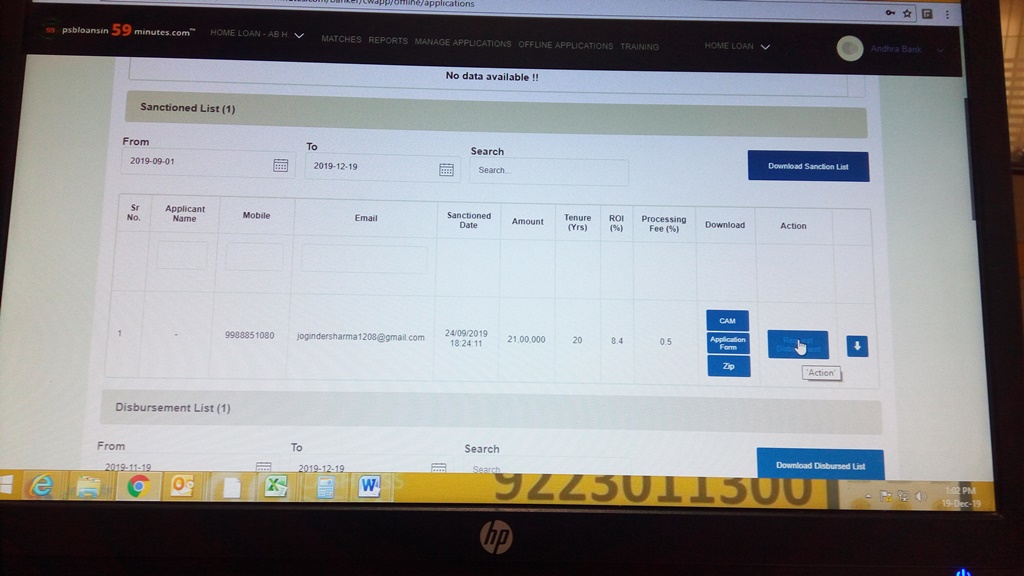 cwapp/offline/applications
psbloansin 59 minutes.com™ HOME LOAN - AB H. MATCHES REPORTS MANAGE APPLICATIONS OFFLINE APPLICATIONS TRAINING HOME LOAN Andhra Bank
No data available !!
Sanctioned List (1)
From To Search
2019-09-01 2019-12-19 Search... Download Sanction List
Sr No. Applicant Name Mobile Email Sanctioned Date Amount Tenure (Yrs) ROI (%) Processing Fee (%) Download Action
1 - 9988851080 jogindersharma1208@gmail.com 24/09/2019 18:24:11 21,00,000 20 8.4 0.5
CAM
Application Form
Zip
'Action'
Disbursement List (1)
From To Search
2019-11-19 2019-12-19 Search Download Disbursed List
9223011300
1:02 PM
19-Dec-19
hp